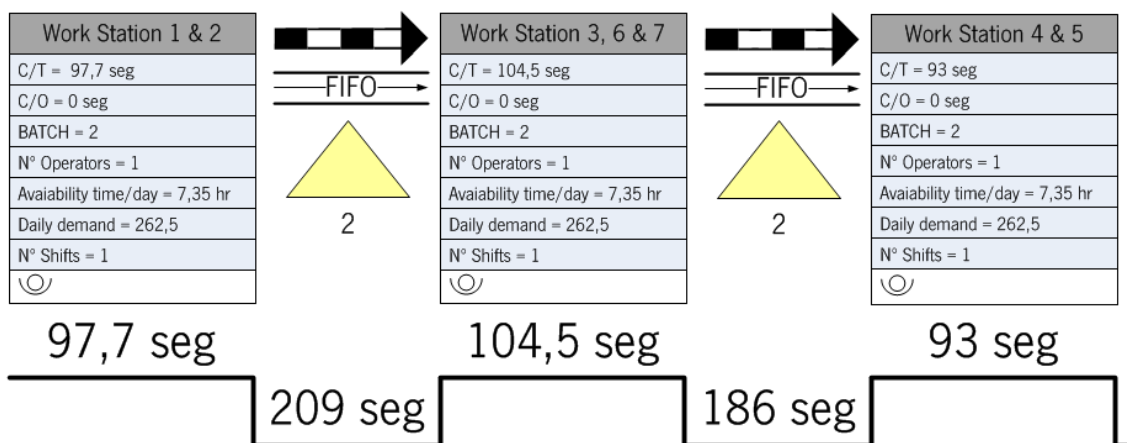 Work Station 1 & 2
C/T = 97,7 seg
C/O = 0 seg
BATCH = 2
N° Operators = 1
Avaiability time/day = 7,35 hr
Daily demand = 262,5
N° Shifts = 1
FIFO
2
Work Station 3, 6 & 7
C/T = 104,5 seg
C/O = 0 seg
BATCH = 2
N° Operators = 1
Avaiability time/day = 7,35 hr
Daily demand = 262,5
N° Shifts = 1
FIFO
2
Work Station 4 & 5
C/T = 93 seg
C/O = 0 seg
BATCH = 2
N° Operators = 1
Avaiability time/day = 7,35 hr
Daily demand = 262,5
N° Shifts = 1
97,7 seg
209 seg
104,5 seg
186 seg
93 seg